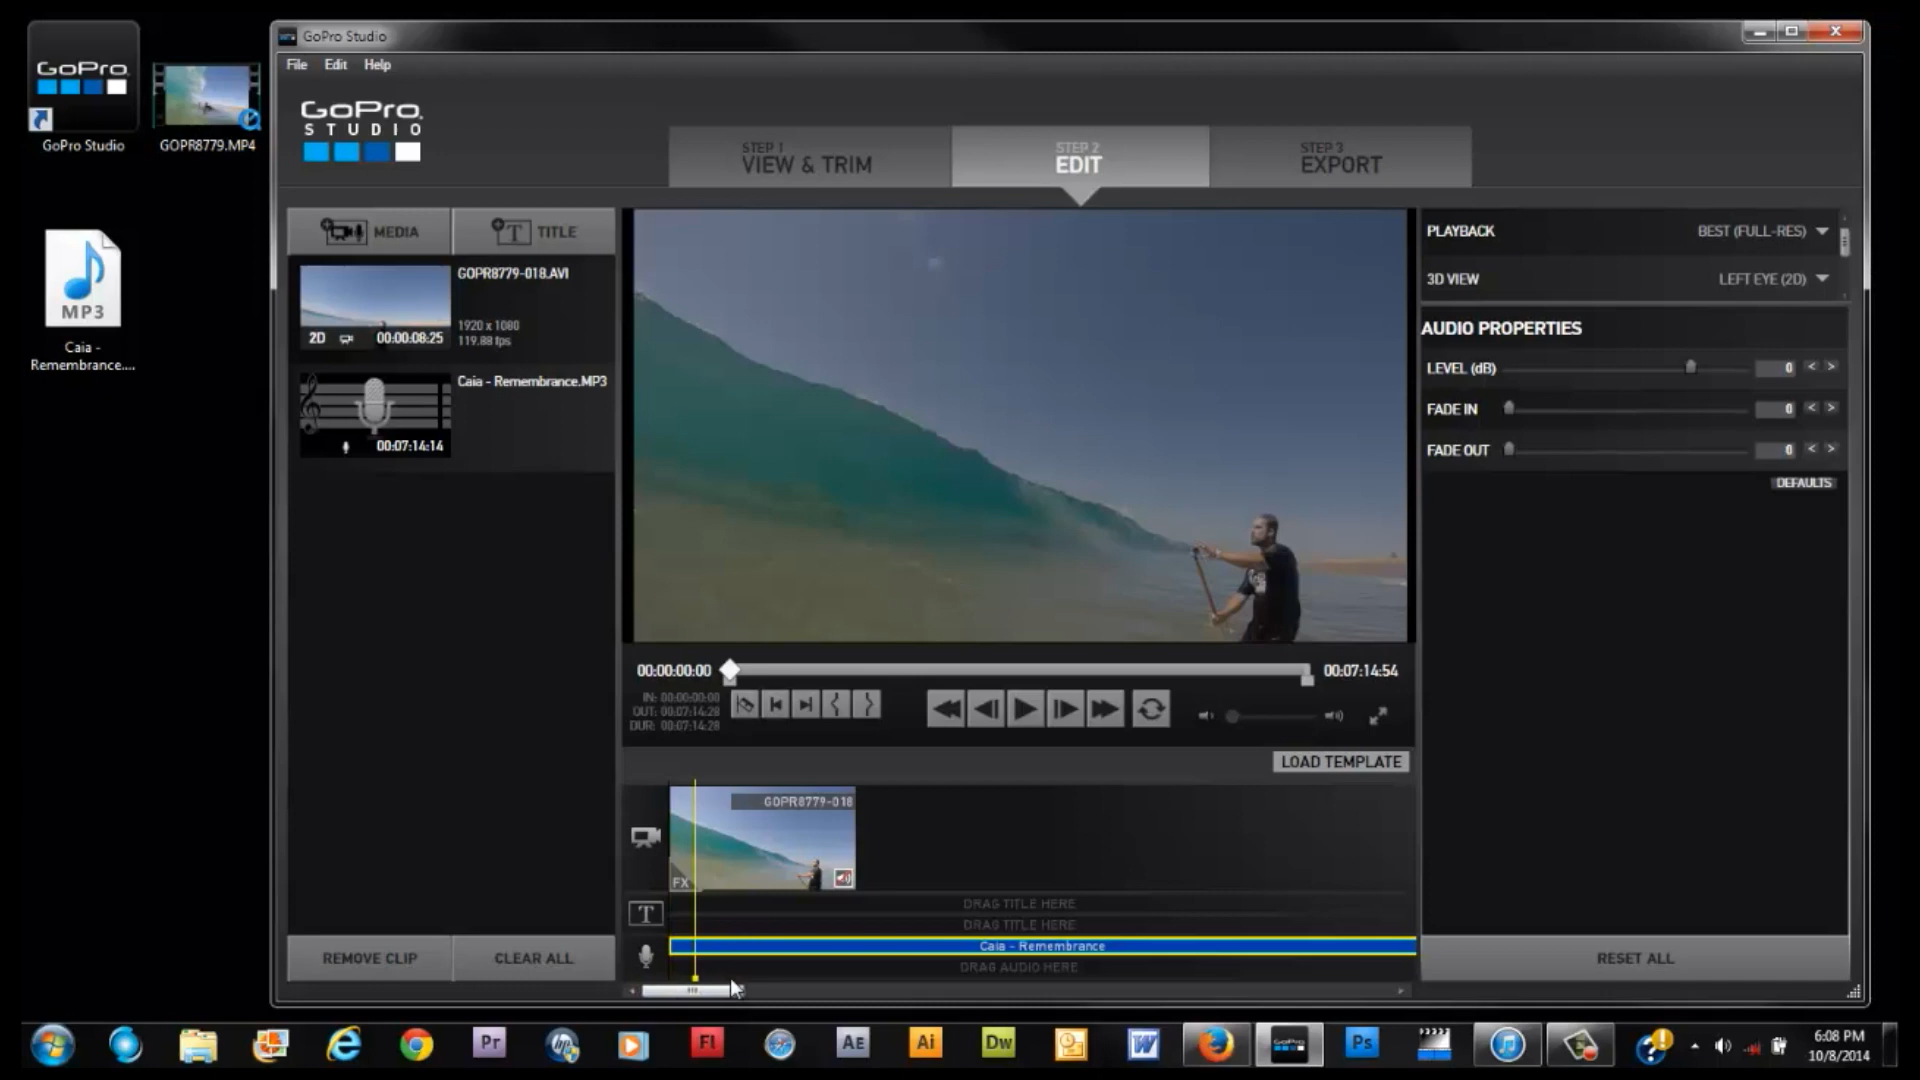 GoPro Studio
File Edit Help
GoPro
GoPro Studio
GOPR8779.MP4
GoPro
STUDIO
STEP 1
VIEW & TRIM
STEP 2
EDIT
STEP 3
EXPORT
MEDIA
TITLE
GOPR8779-018.AVI
1920 x 1080
119.88 fps
2D 00:00:08:25
Caia - Remembrance.MP3
00:07:14:14
MP3
Caia -
Remembrance....
PLAYBACK BEST (FULL-RES)
3D VIEW LEFT EYE (2D)
AUDIO PROPERTIES
LEVEL (dB) 0 < >
FADE IN 0 < >
FADE OUT 0 < >
DEFAULTS
00:00:00:00
00:07:14:54
IN: 00:00:00:00
OUT: 00:07:14:28
DUR: 00:07:14:28
LOAD TEMPLATE
GOPR8779-018
FX
T
DRAG TITLE HERE
DRAG TITLE HERE
Caia - Remembrance
DRAG AUDIO HERE
REMOVE CLIP
CLEAR ALL
RESET ALL
Pr
hp
Fl
AE
Ai
Dw
W
GoPro
Ps
6:08 PM
10/8/2014